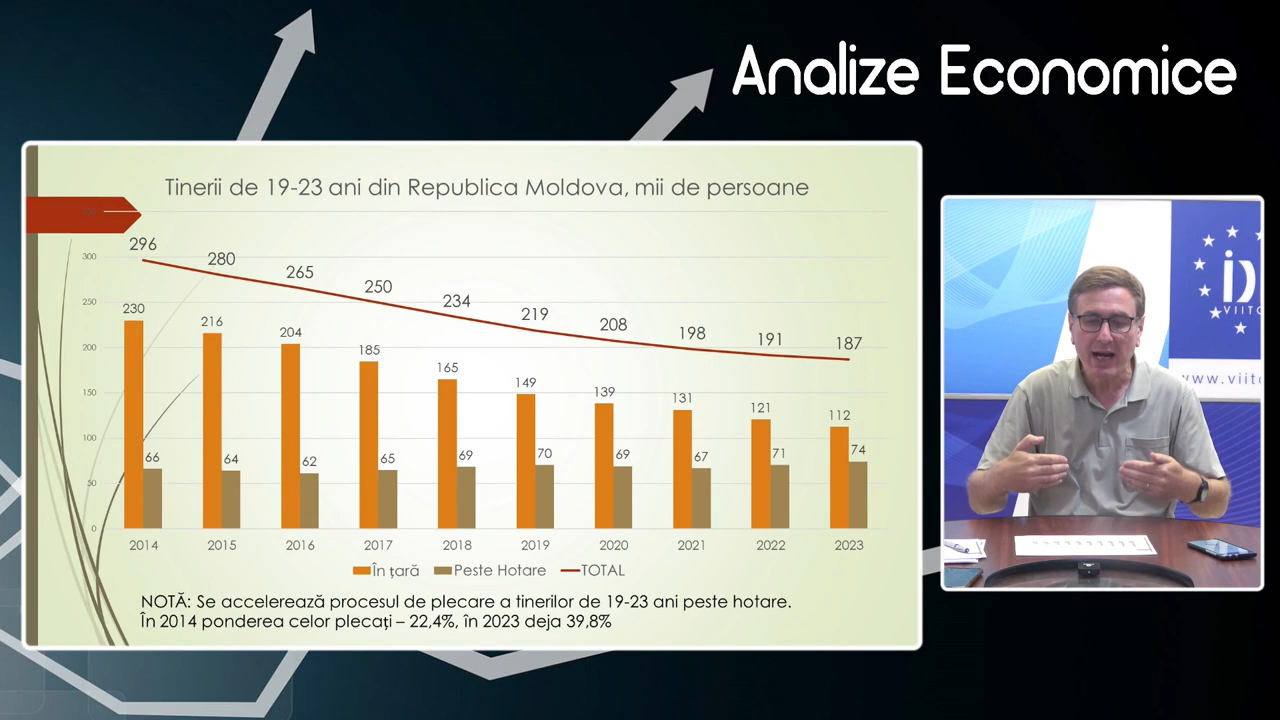 Analize Economice
Tinerii de 19-23 ani din Republica Moldova, mii de persoane
300
250
200
150
100
50
0
296 280 265 250 234 219 208 198 191 187
230 216 204 185 165 149 139 131 121 112
66 64 62 65 69 70 69 67 71 74
2014 2015 2016 2017 2018 2019 2020 2021 2022 2023
În țară Peste Hotare TOTAL
NOTĂ: Se accelerează procesul de plecare a tinerilor de 19-23 ani peste hotare.
În 2014 ponderea celor plecați – 22,4%, în 2023 deja 39,8%
www.viit